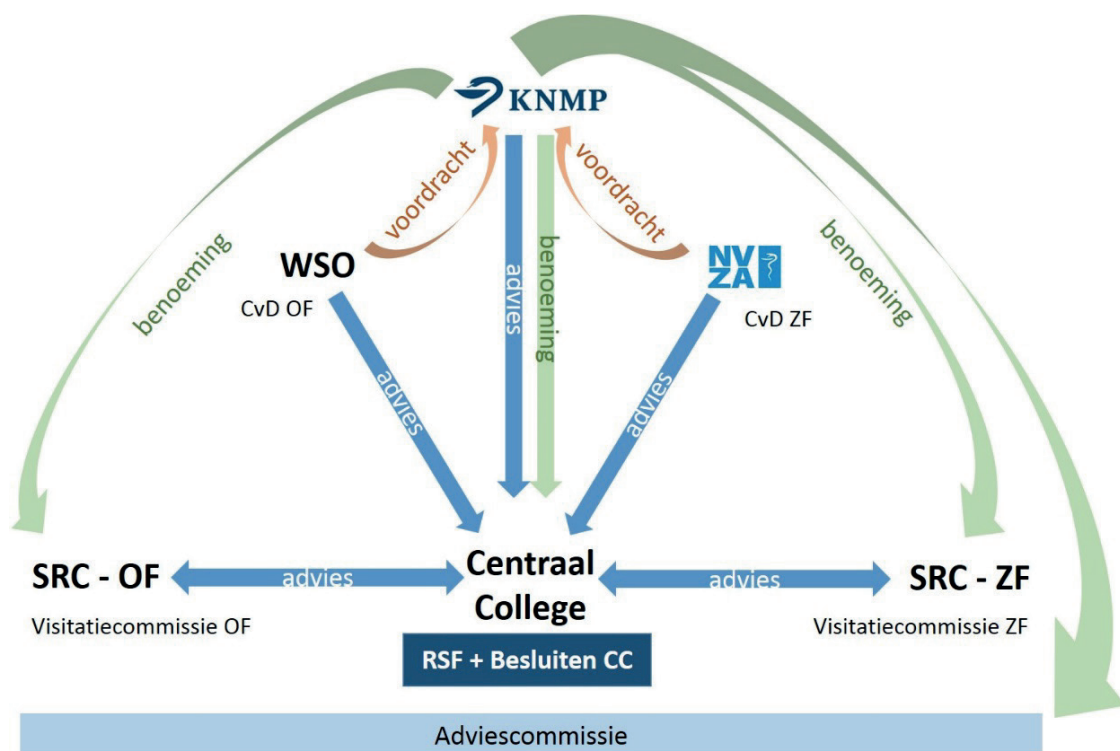 KNMP
voordracht
voordracht
benoeming
WSO
CvD OF
advies
benoeming
NV
ZA
CvD ZF
benoeming
advies
advies
SRC - OF
Visitatiecommissie OF
advies
Centraal
College
advies
SRC - ZF
Visitatiecommissie ZF
RSF + Besluiten CC
Adviescommissie